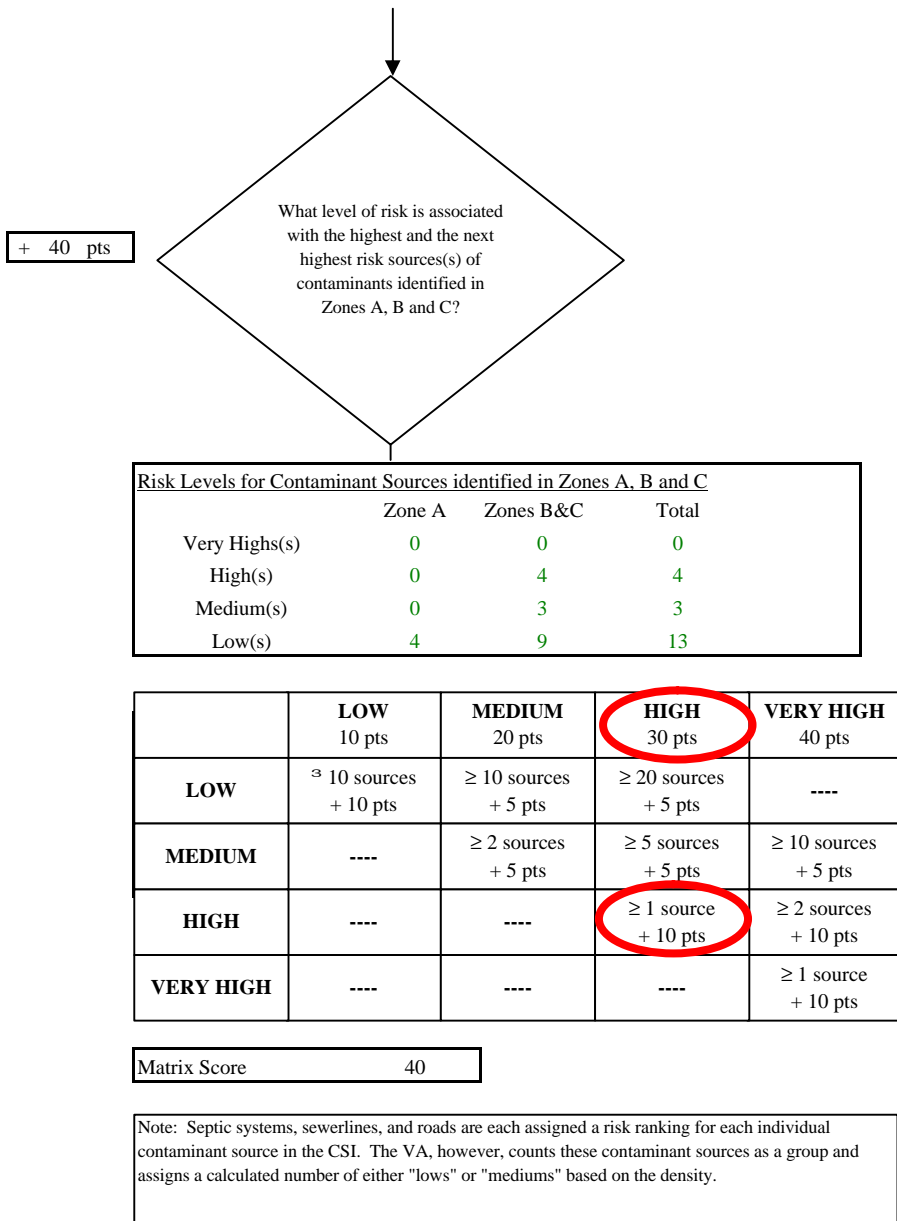 What level of risk is associated
with the highest and the next
highest risk sources(s) of
contaminants identified in
Zones A, B and C?
+ 40 pts
Risk Levels for Contaminant Sources identified in Zones A, B and C
Zone A Zones B&C Total
Very Highs(s) 0 0 0
High(s) 0 4 4
Medium(s) 0 3 3
Low(s) 4 9 13
LOW MEDIUM HIGH VERY HIGH
10 pts 20 pts 30 pts 40 pts
LOW ³ 10 sources ≥ 10 sources ≥ 20 sources ----
+ 10 pts + 5 pts + 5 pts
MEDIUM ---- ≥ 2 sources ≥ 5 sources ≥ 10 sources
+ 5 pts + 5 pts + 5 pts
HIGH ---- ---- ≥ 1 source ≥ 2 sources
+ 10 pts + 10 pts
VERY HIGH ---- ---- ---- ≥ 1 source
+ 10 pts
Matrix Score 40
Note: Septic systems, sewerlines, and roads are each assigned a risk ranking for each individual
contaminant source in the CSI. The VA, however, counts these contaminant sources as a group and
assigns a calculated number of either "lows" or "mediums" based on the density.